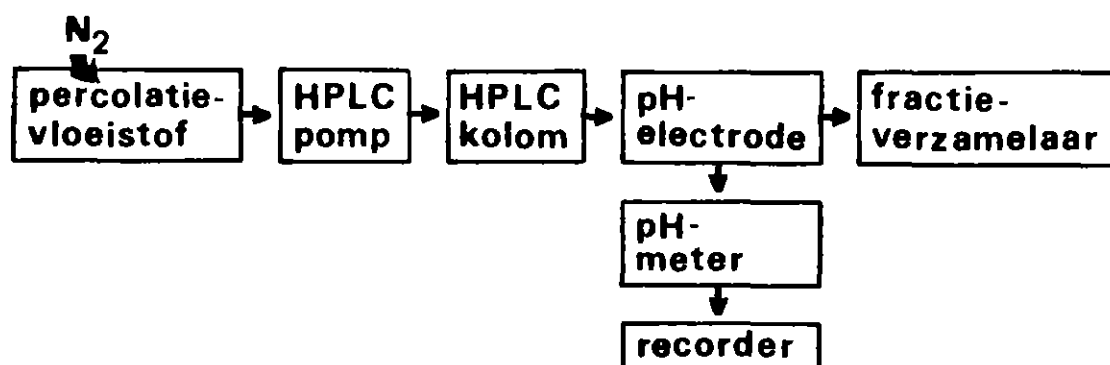 N2
percolatie-
vloeistof
HPLC
pomp
HPLC
kolom
pH-
electrode
fractie-
verzamelaar
pH-
meter
recorder